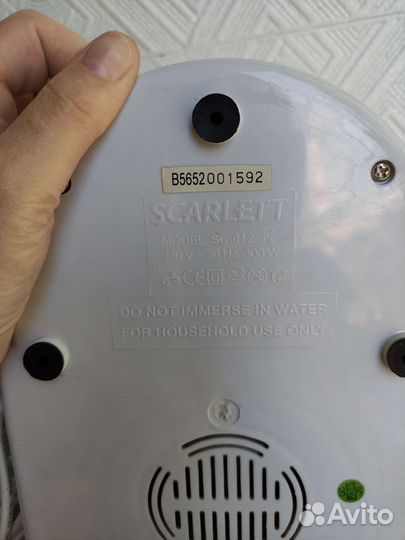 B5652001592
SCARLETT
MODEL: SC-012
230 V ~ 50 Hz 300 W
CE
DO NOT IMMERSE IN WATER
FOR HOUSEHOLD USE ONLY
Avito